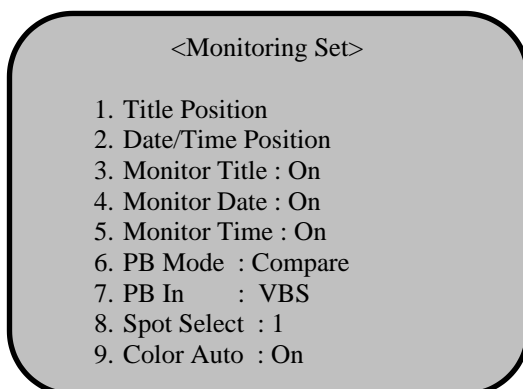 <Monitoring Set>
1. Title Position
2. Date/Time Position
3. Monitor Title : On
4. Monitor Date : On
5. Monitor Time : On
6. PB Mode : Compare
7. PB In : VBS
8. Spot Select : 1
9. Color Auto : On